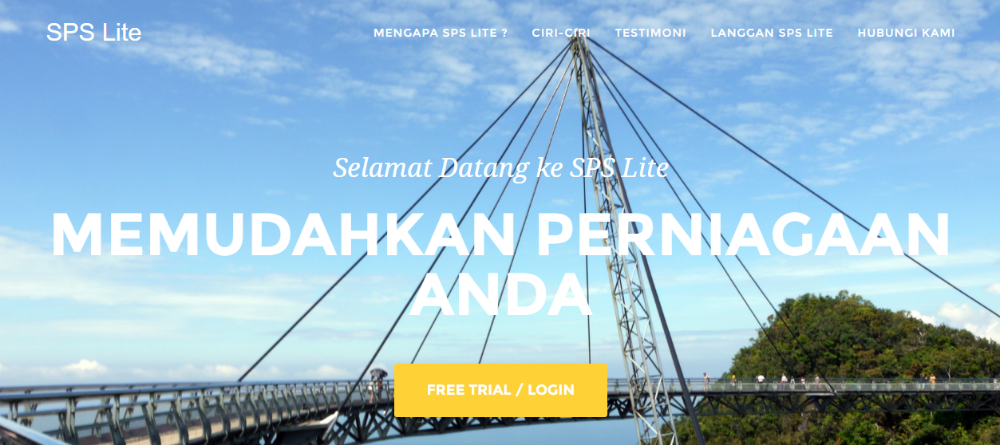 SPS Lite
MENGAPA SPS LITE ? CIRI-CIRI TESTIMONI LANGGAN SPS LITE HUBUNGI KAMI
Selamat Datang ke SPS Lite
MEMUDAHKAN PERNIAGAAN
ANDA
FREE TRIAL / LOGIN